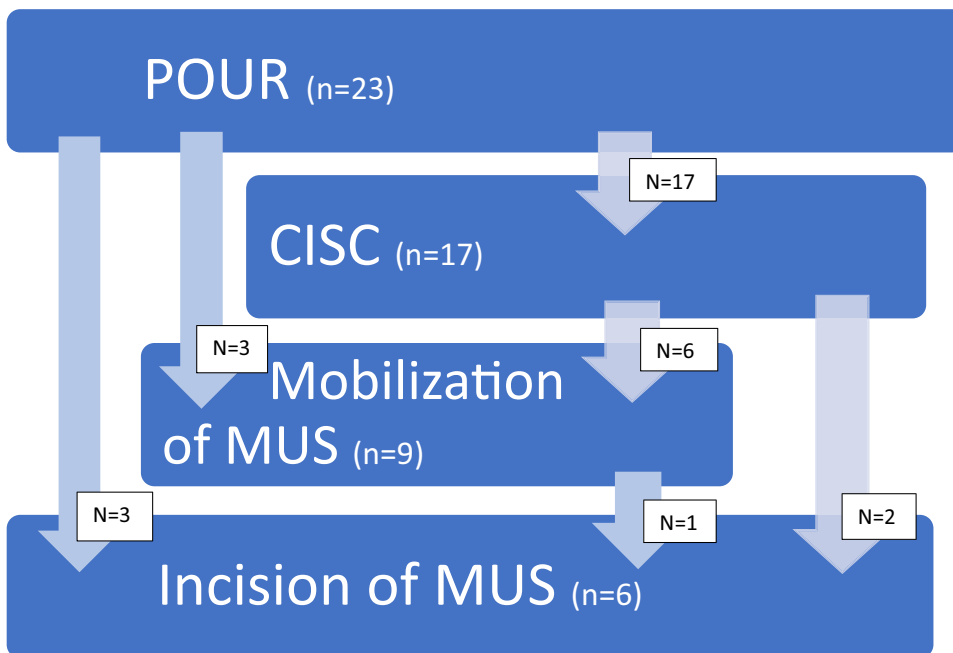 POUR (n=23)
N=17
CISC (n=17)
N=3
N=6
Mobilization
of MUS (n=9)
N=3
N=1
N=2
Incision of MUS (n=6)